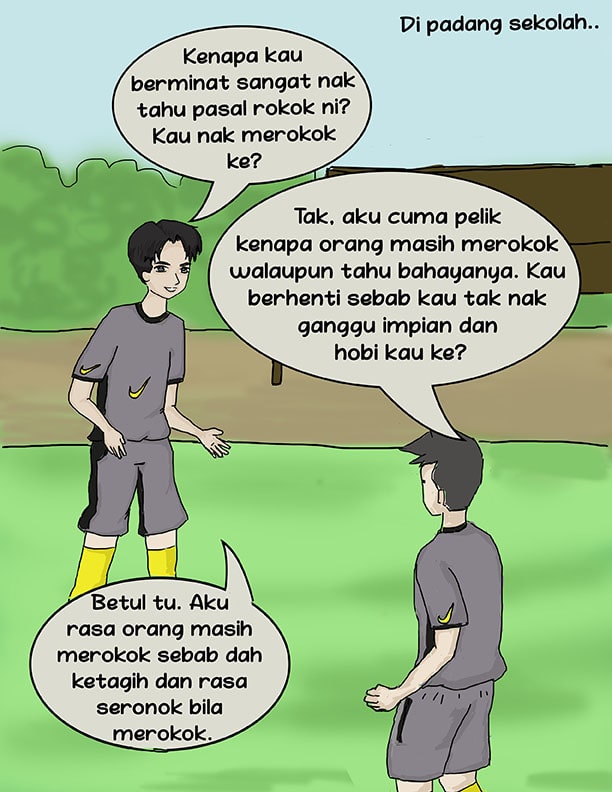 Di padang sekolah..
Kenapa kau
berminat sangat nak
tahu pasal rokok ni?
Kau nak merokok
ke?
Tak, aku cuma pelik
kenapa orang masih merokok
walaupun tahu bahayanya. Kau
berhenti sebab kau tak nak
ganggu impian dan
hobi kau ke?
Betul tu. Aku
rasa orang masih
merokok sebab dah
ketagih dan rasa
seronok bila
merokok.